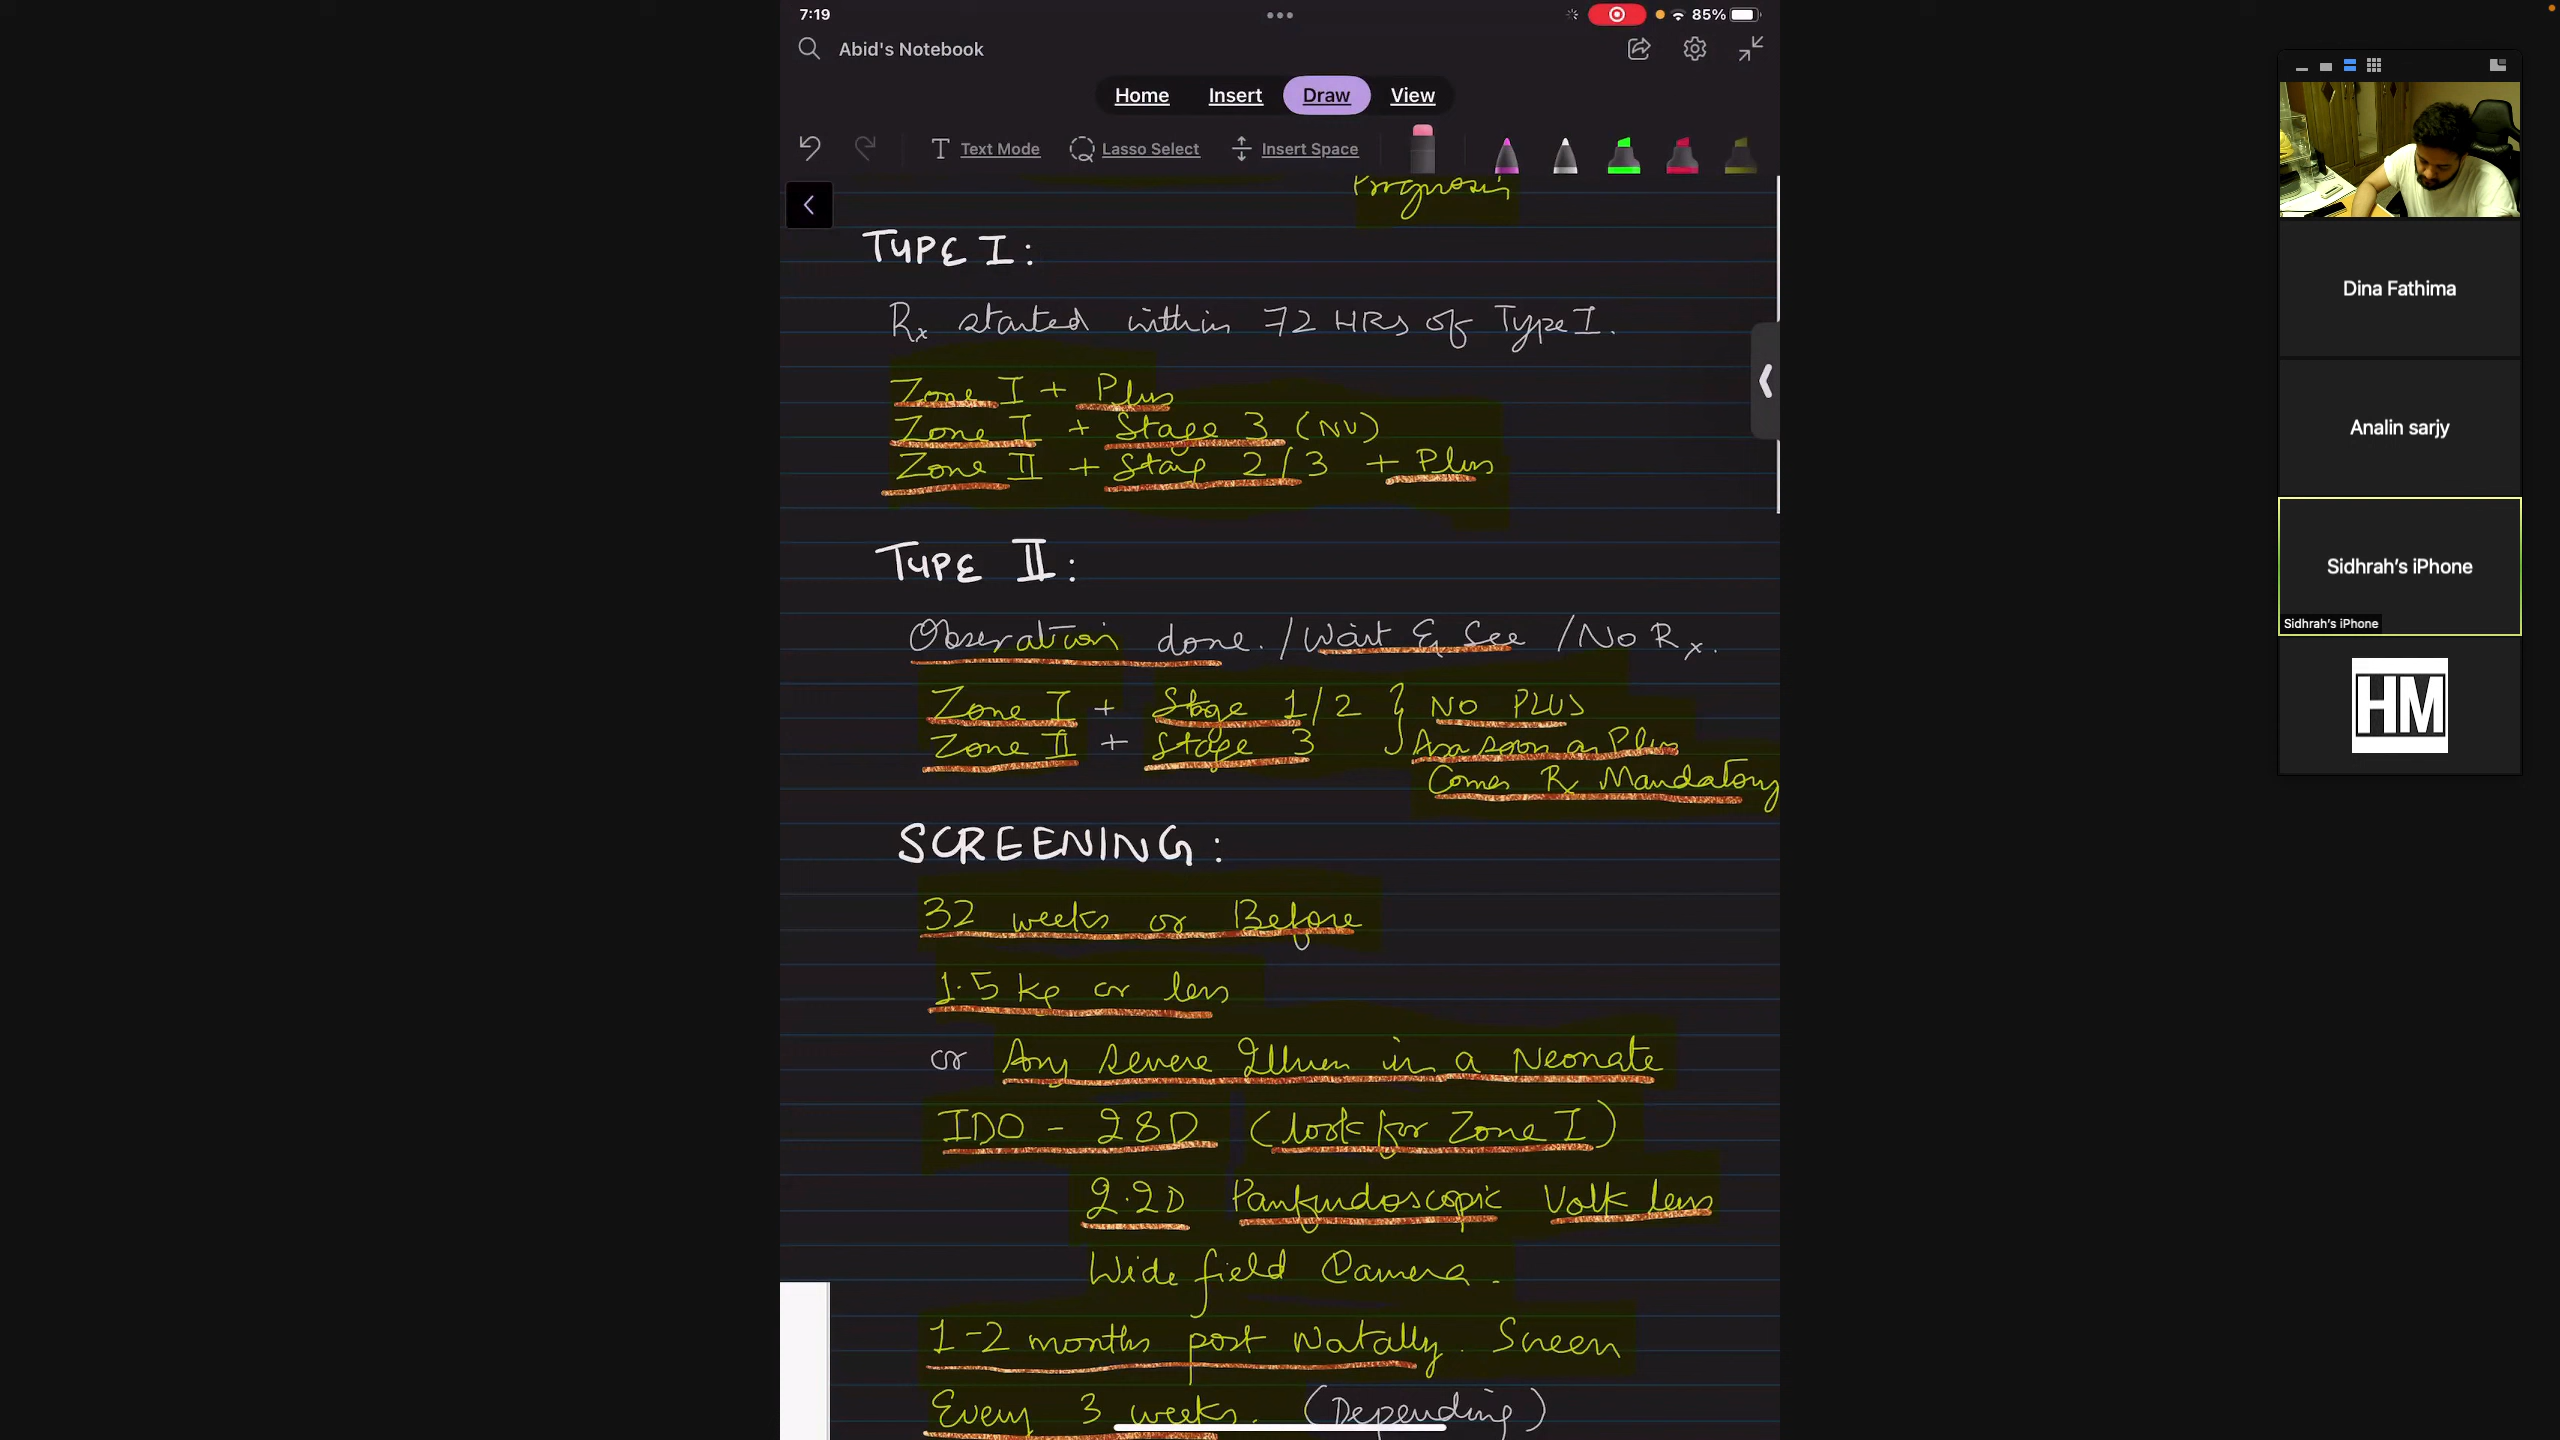 7:19
85%
Abid's Notebook
Home Insert Draw View
Text Mode Lasso Select Insert Space
Prognosis
TYPE I:
Rx started within 72 HRs of Type I.
Zone I + Plus
Zone I + Stage 3 (NV)
Zone II + Stage 2/3 + Plus
TYPE II:
Observation done. / Wait & See / No Rx.
Zone I + Stage 1/2 } NO PLUS
Zone II + Stage 3 As soon as Plus
Comes Rx Mandatory
SCREENING:
32 weeks or Before
1.5 kg or less
or Any severe Illness in a Neonate
IDO - 28D (look for Zone I)
2.2D Panfundoscopic Volk lens
Wide field Camera.
1-2 months post Natally. Screen
Every 3 weeks. (Depending)
Dina Fathima
Analin sarjy
Sidhrah's iPhone
Sidhrah's iPhone
HM